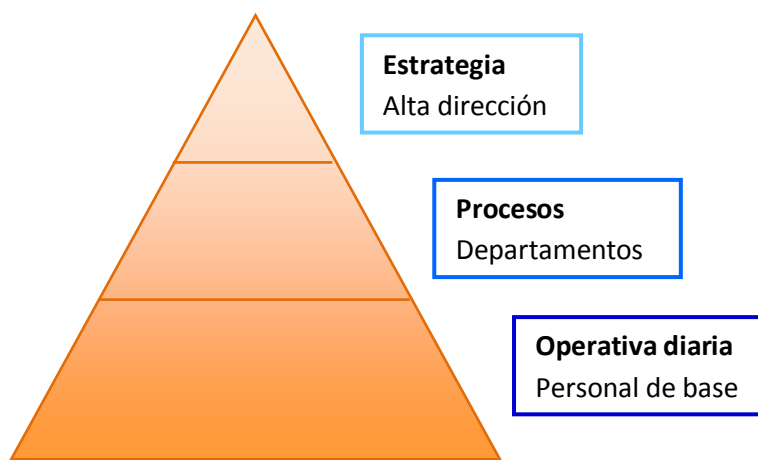 Estrategia
Alta dirección
Procesos
Departamentos
Operativa diaria
Personal de base